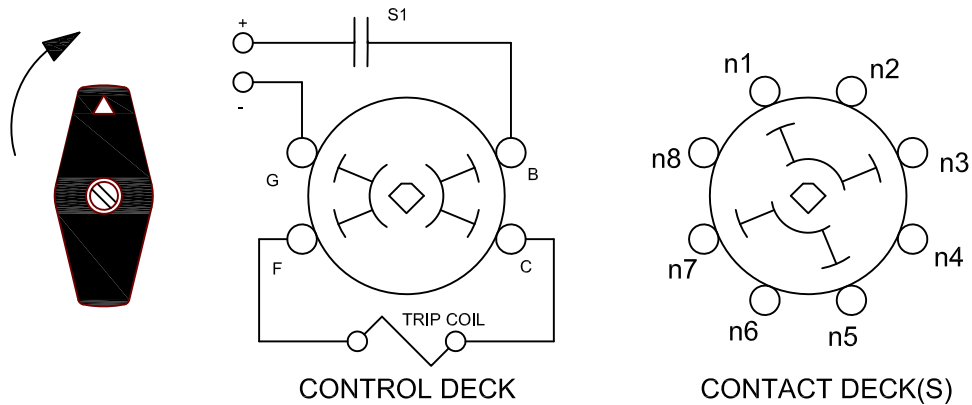 S1
+
-
G
B
F
C
TRIP COIL
CONTROL DECK
n1
n2
n8
n3
n7
n4
n6
n5
CONTACT DECK(S)